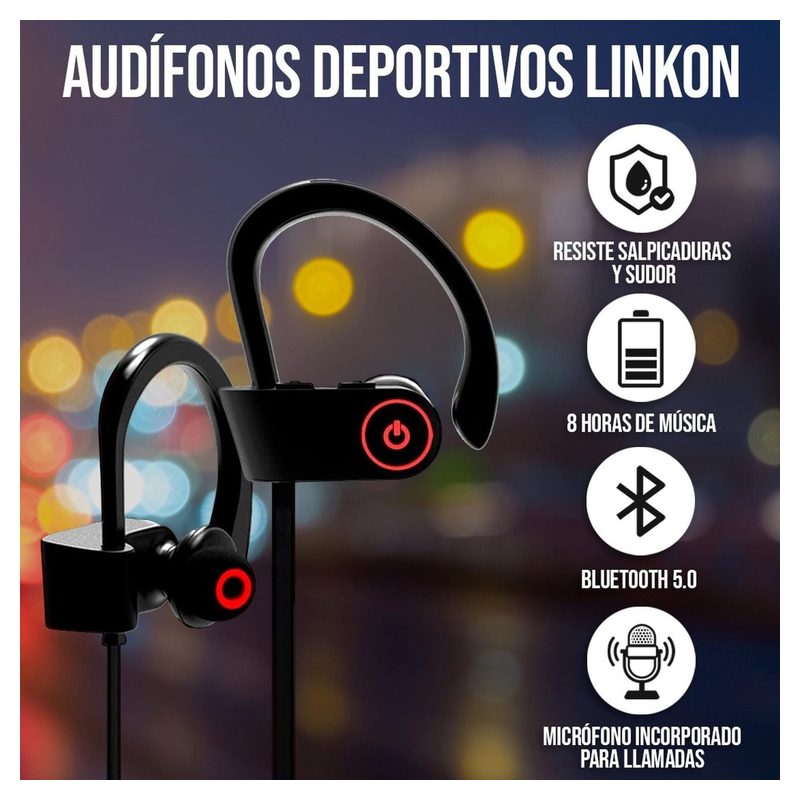 AUDÍFONOS DEPORTIVOS LINKON
RESISTE SALPICADURAS
Y SUDOR
8 HORAS DE MÚSICA
BLUETOOTH 5.0
MICRÓFONO INCORPORADO
PARA LLAMADAS